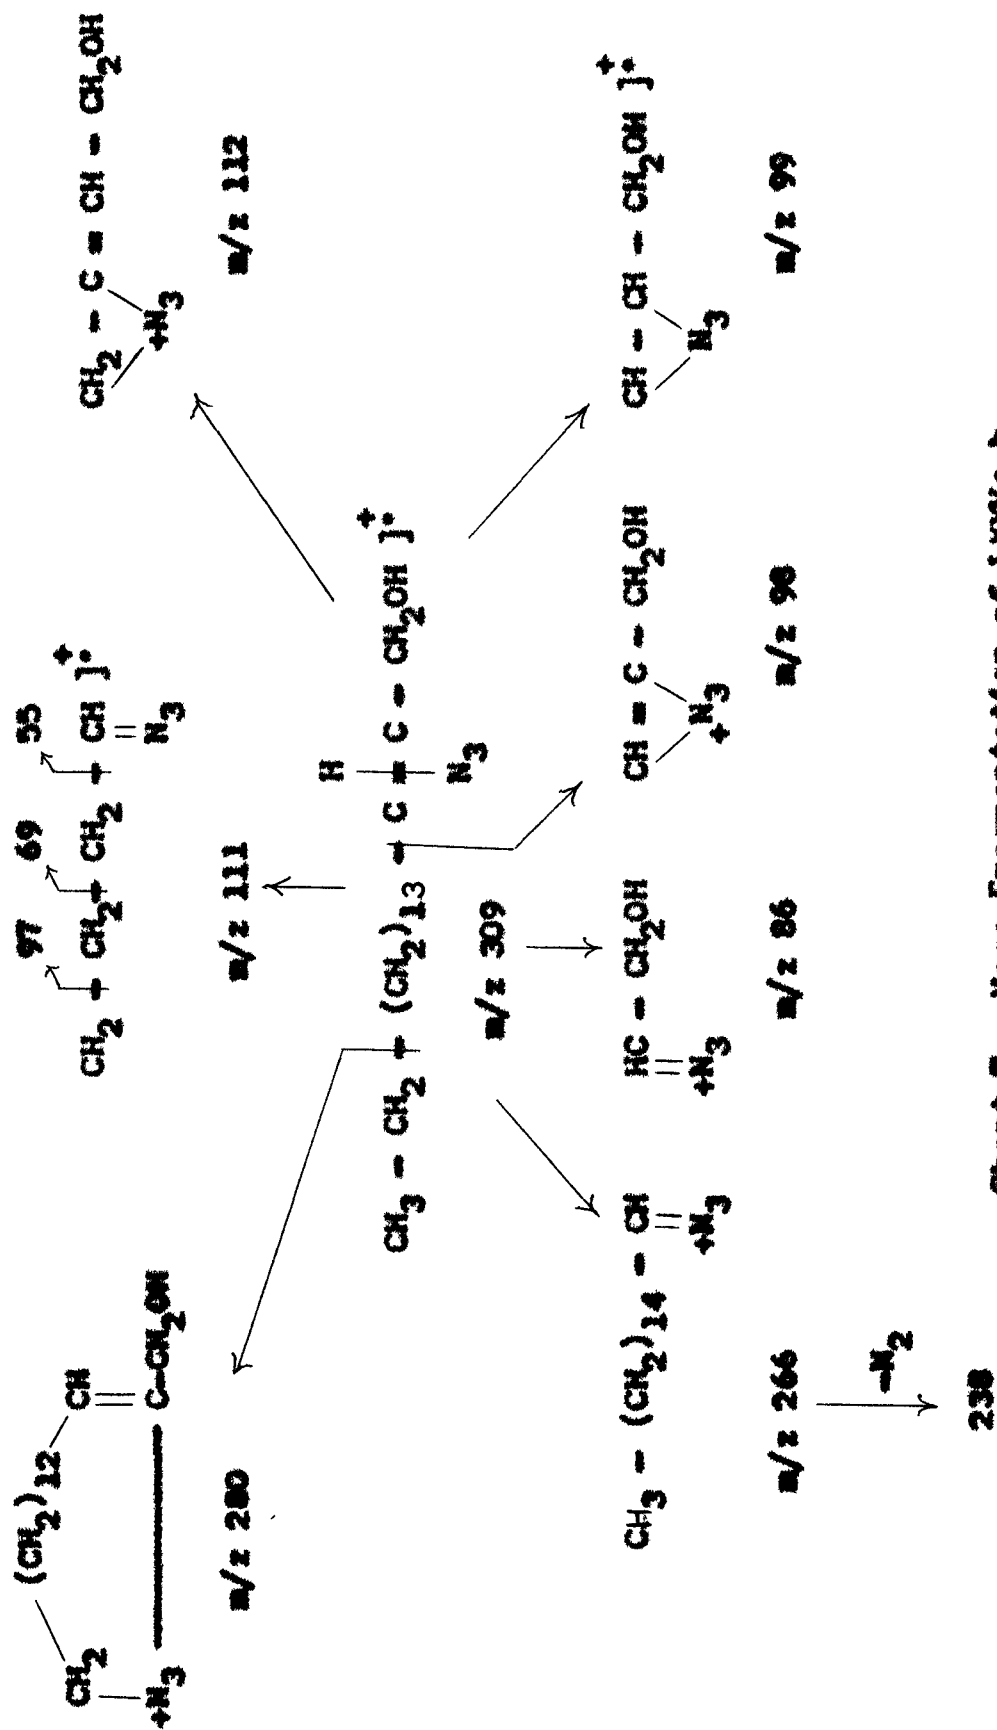 (CH2)12
CH2 CH
+N3 C-CH2OH
m/z 280
97 69 55
CH2 - CH2 - CH2 - CH ]+•
N3
m/z 111
CH2 - C = CH - CH2OH
+N3
m/z 112
H
CH3 - CH2 - (CH2)13 - C = C - CH2OH ]+•
N3
m/z 309
CH3 - (CH2)14 - CH
+N3
m/z 266
-N2
238
HC - CH2OH
+N3
m/z 86
CH = C - CH2OH
+N3
m/z 98
CH - CH - CH2OH ]+•
N3
m/z 99